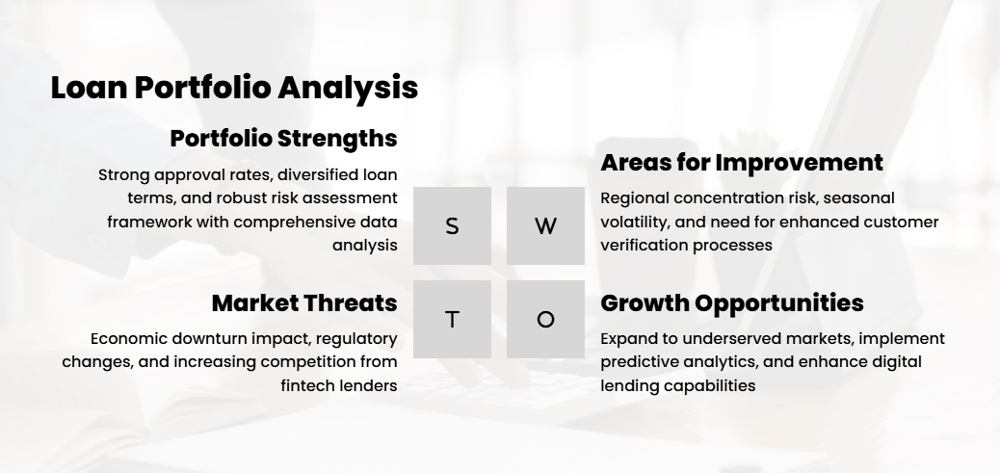 Loan Portfolio Analysis
Portfolio Strengths
Strong approval rates, diversified loan
terms, and robust risk assessment
framework with comprehensive data
analysis
S
W
Areas for Improvement
Regional concentration risk, seasonal
volatility, and need for enhanced customer
verification processes
Market Threats
Economic downturn impact, regulatory
changes, and increasing competition from
fintech lenders
T
O
Growth Opportunities
Expand to underserved markets, implement
predictive analytics, and enhance digital
lending capabilities